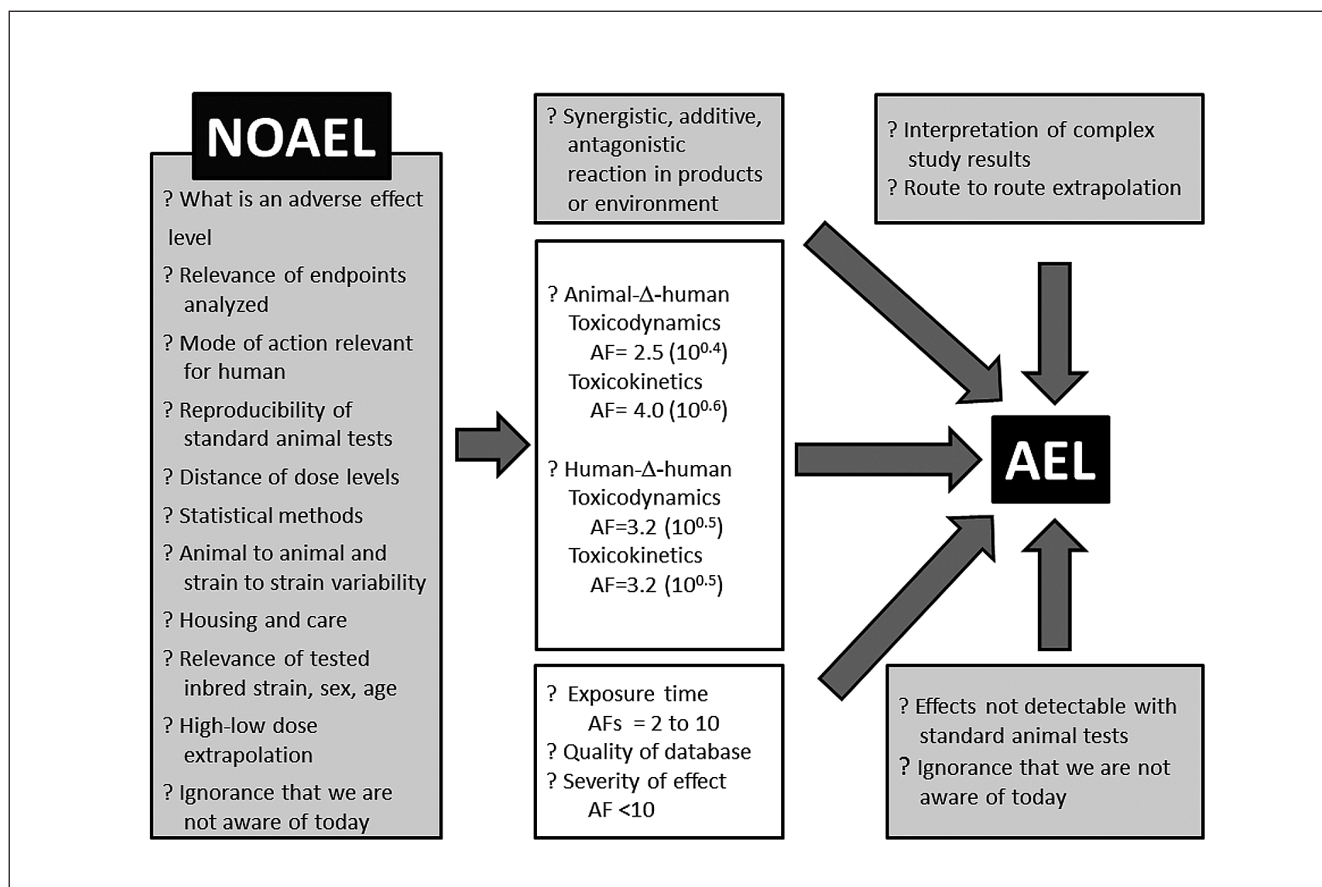 NOAEL
? What is an adverse effect
level
? Relevance of endpoints
analyzed
? Mode of action relevant
for human
? Reproducibility of
standard animal tests
? Distance of dose levels
? Statistical methods
? Animal to animal and
strain to strain variability
? Housing and care
? Relevance of tested
inbred strain, sex, age
? High-low dose
extrapolation
? Ignorance that we are
not aware of today
? Synergistic, additive,
antagonistic
reaction in products
or environment
? Animal-Δ-human
Toxicodynamics
AF= 2.5 (10^0.4)
Toxicokinetics
AF= 4.0 (10^0.6)
? Human-Δ-human
Toxicodynamics
AF=3.2 (10^0.5)
Toxicokinetics
AF=3.2 (10^0.5)
? Exposure time
AFs = 2 to 10
? Quality of database
? Severity of effect
AF <10
? Interpretation of complex
study results
? Route to route extrapolation
AEL
? Effects not detectable with
standard animal tests
? Ignorance that we are not
aware of today